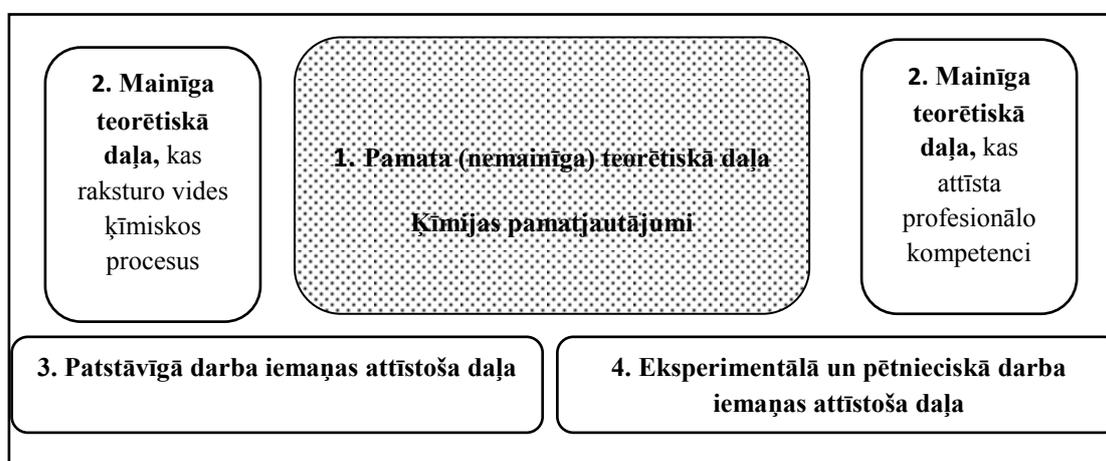 2. Mainīga
teorētiskā
daļa, kas
raksturo vides
ķīmiskos
procesus
1. Pamata (nemainīga) teorētiskā daļa
Ķīmijas pamatjautājumi
2. Mainīga
teorētiskā
daļa, kas
attīsta
profesionālo
kompetenci
3. Patstāvīgā darba iemaņas attīstoša daļa
4. Eksperimentālā un pētnieciskā darba
iemaņas attīstoša daļa